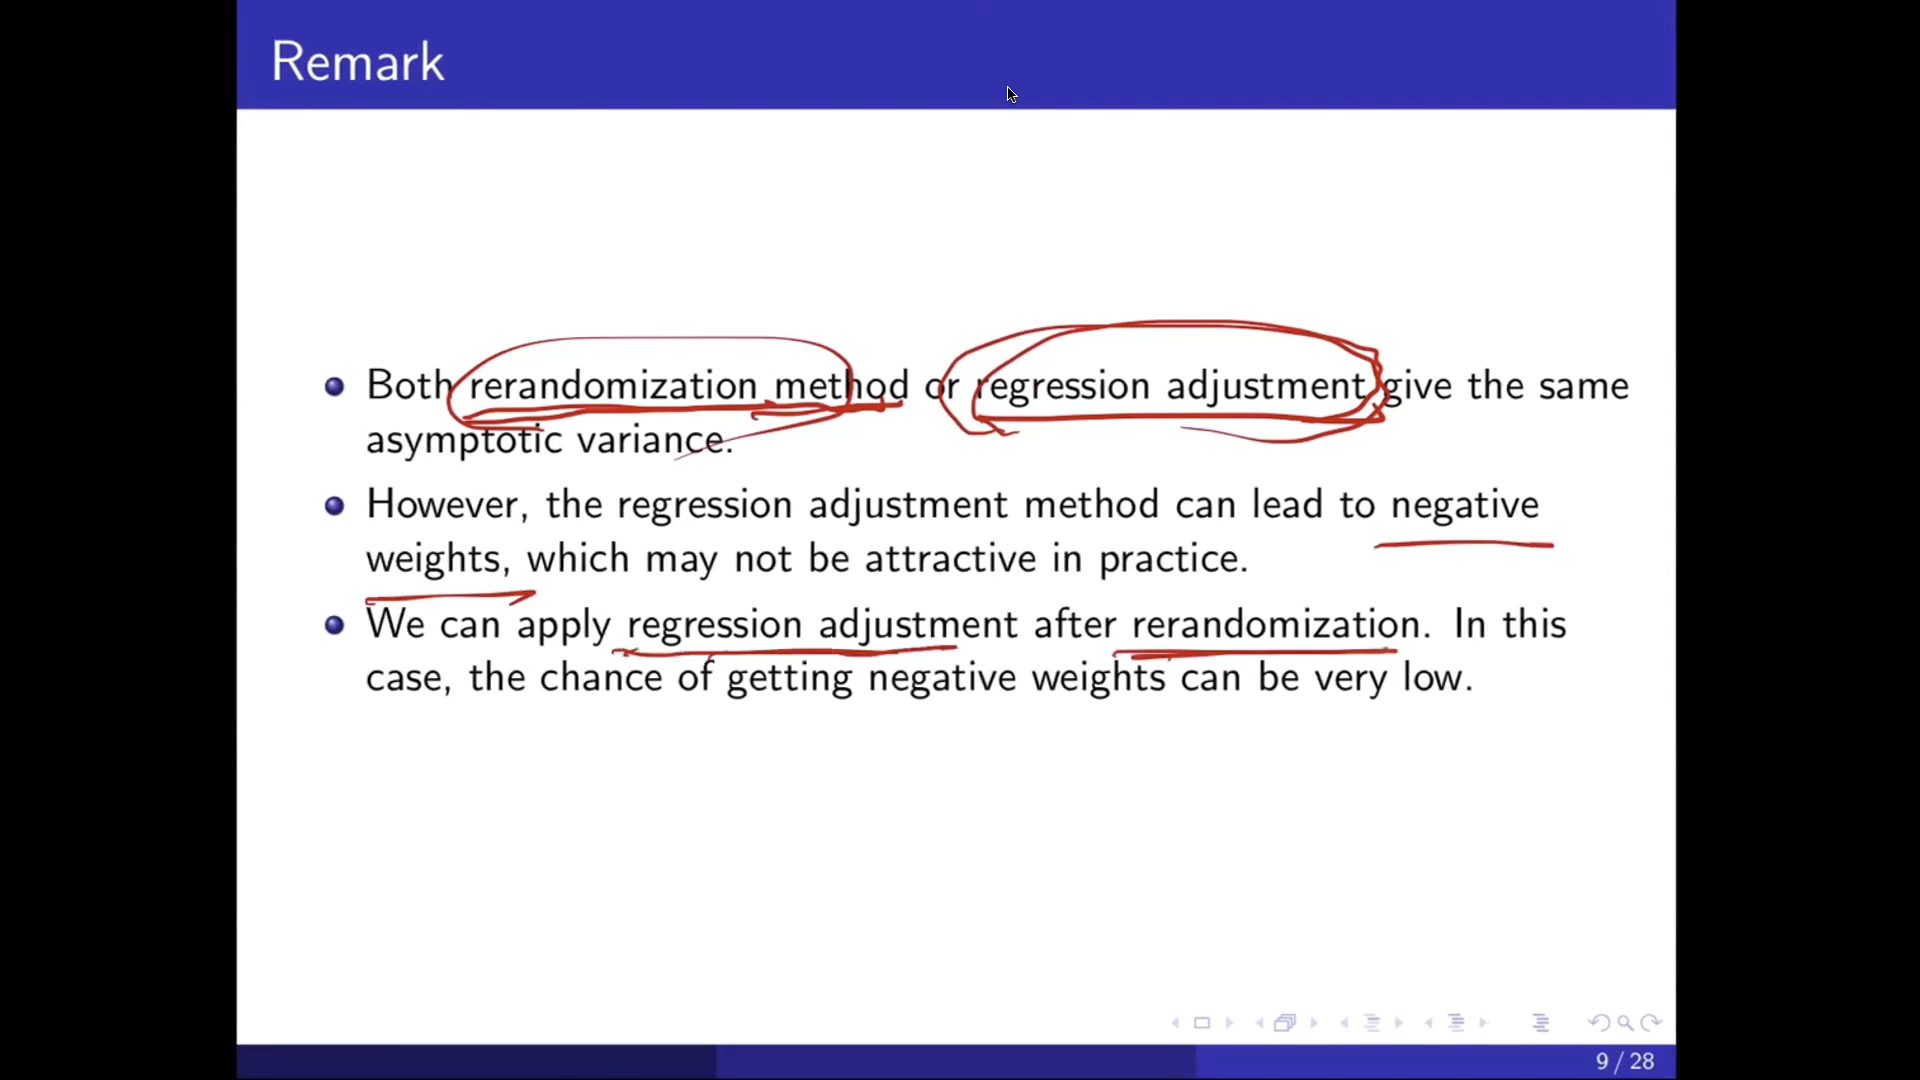 Remark
Both rerandomization method or regression adjustment give the same
asymptotic variance.
However, the regression adjustment method can lead to negative
weights, which may not be attractive in practice.
We can apply regression adjustment after rerandomization. In this
case, the chance of getting negative weights can be very low.
9 / 28